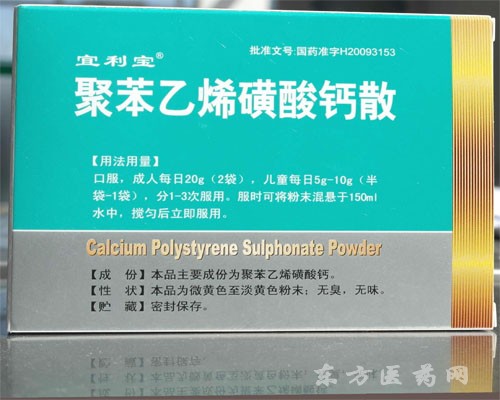 宜利宝®
批准文号:国药准字H20093153
聚苯乙烯磺酸钙散
【用法用量】
口服，成人每日20g（2袋），儿童每日5g-10g（半
袋-1袋），分1-3次服用。服时可将粉末混悬于150ml
水中，搅匀后立即服用。
Calcium Polystyrene Sulphonate Powder
【成 份】本品主要成份为聚苯乙烯磺酸钙。
【性 状】本品为微黄色至淡黄色粉末；无臭，无味。
【贮 藏】密封保存。
东方医药网